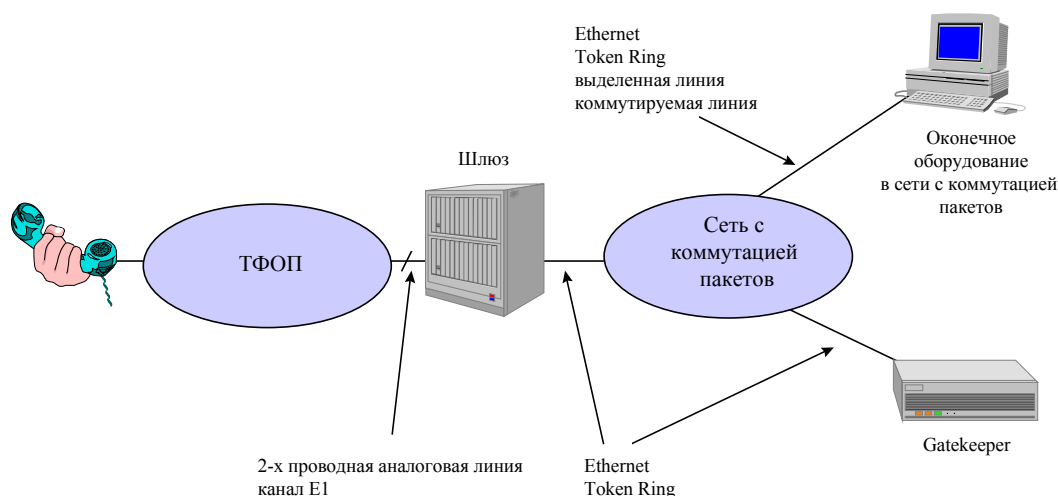 Ethernet
Token Ring
выделенная линия
коммутируемая линия
Оконечное
оборудование
в сети с коммутацией
пакетов
Шлюз
ТФОП
Сеть с
коммутацией
пакетов
Gatekeeper
2-х проводная аналоговая линия
канал E1
Ethernet
Token Ring